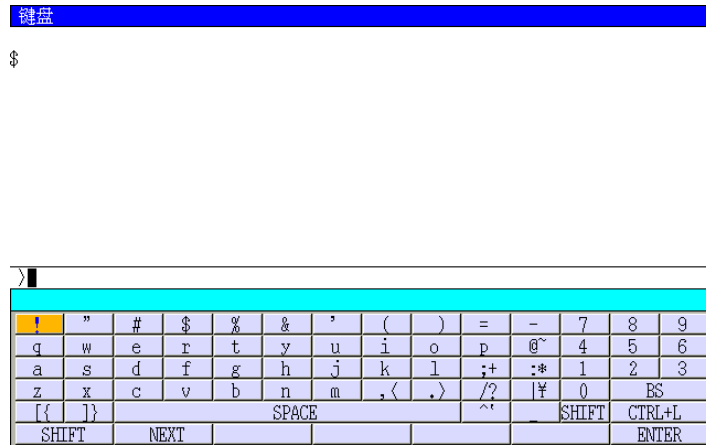 键盘
$
>
! " # $ % & ' ( ) = - 7 8 9
q w e r t y u i o p @~ 4 5 6
a s d f g h j k l ;+ :* 1 2 3
z x c v b n m ,< .> /? |¥ 0 BS
[{ ]} SPACE ^` _ SHIFT CTRL+L
SHIFT NEXT ENTER